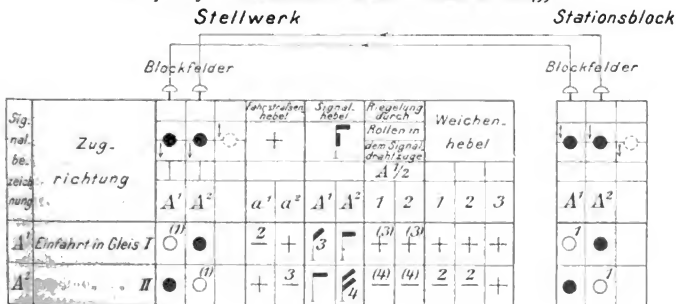 Stellwerk Stationsblock
Blockfelder Blockfelder
Sig. nal. be. zeich nung
Zug. richtung
Fahrstraßen hebel
Signal. hebel
Riegelung durch
Rollen in dem Signal. drahtzuge
A 1/2
Weichen. hebel
A¹ A² a¹ a² A¹ A² 1 2 1 2 3 A¹ A²
A¹ Einfahrt in Gleis I (1) 2 + 3 (3) (3) + + + + + 1
A² II (1) + 3 4 (4) (4) 2 2 + 1